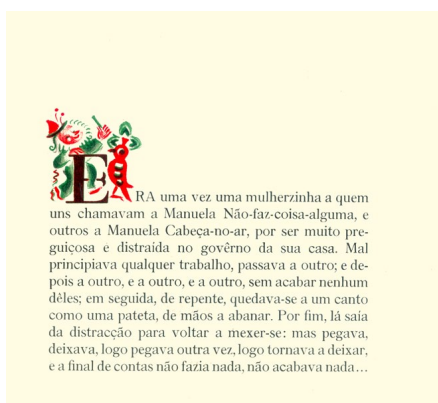 ERA uma vez uma mulherzinha a quem
uns chamavam a Manuela Não-faz-coisa-alguma, e
outros a Manuela Cabeça-no-ar, por ser muito pre-
guiçosa e distraída no govêrno da sua casa. Mal
principiava qualquer trabalho, passava a outro; e de-
pois a outro, e a outro, e a outro, sem acabar nenhum
dêles; em seguida, de repente, quedava-se a um canto
como uma pateta, de mãos a abanar. Por fim, lá saía
da distracção para voltar a mexer-se: mas pegava,
deixava, logo pegava outra vez, logo tornava a deixar,
e a final de contas não fazia nada, não acabava nada...